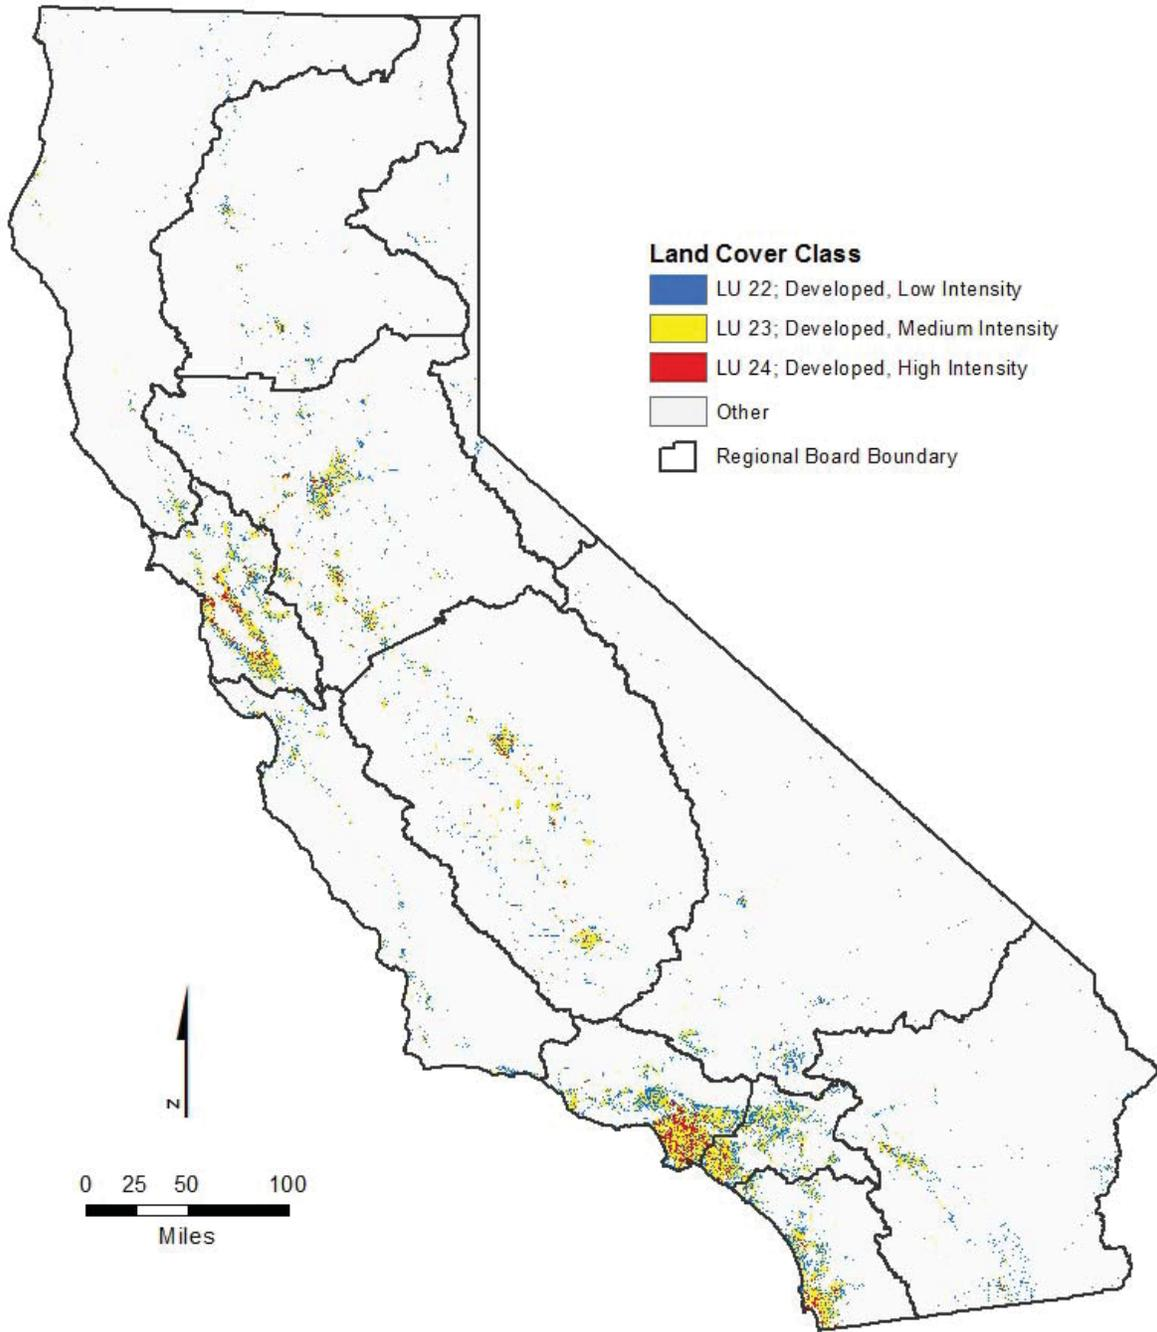 Land Cover Class
LU 22; Developed, Low Intensity
LU 23; Developed, Medium Intensity
LU 24; Developed, High Intensity
Other
Regional Board Boundary
N
0 25 50 100
Miles